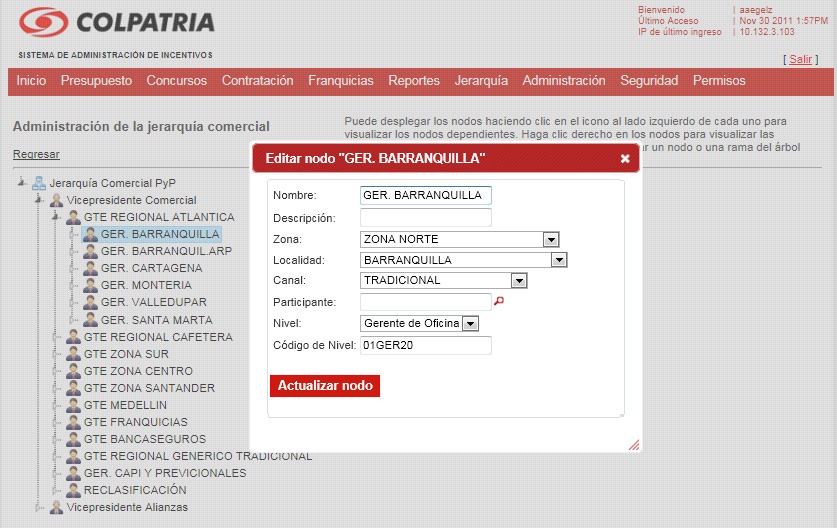 COLPATRIA
SISTEMA DE ADMINISTRACIÓN DE INCENTIVOS
Bienvenido | aaegelz
Último Acceso | Nov 30 2011 1:57PM
IP de último ingreso | 10.132.3.103
[ Salir ]
Inicio Presupuesto Concursos Contratación Franquicias Reportes Jerarquía Administración Seguridad Permisos
Administración de la jerarquía comercial
Regresar
Puede desplegar los nodos haciendo clic en el icono al lado izquierdo de cada uno para
visualizar los nodos dependientes. Haga clic derecho en los nodos para visualizar las
ar un nodo o una rama del árbol
Jerarquía Comercial PyP
Vicepresidente Comercial
GTE REGIONAL ATLANTICA
GER. BARRANQUILLA
GER. BARRANQUIL.ARP
GER. CARTAGENA
GER. MONTERIA
GER. VALLEDUPAR
GER. SANTA MARTA
GTE REGIONAL CAFETERA
GTE ZONA SUR
GTE ZONA CENTRO
GTE ZONA SANTANDER
GTE MEDELLIN
GTE FRANQUICIAS
GTE BANCASEGUROS
GTE REGIONAL GENERICO TRADICIONAL
GER. CAPI Y PREVICIONALES
RECLASIFICACIÓN
Vicepresidente Alianzas
Editar nodo "GER. BARRANQUILLA"
Nombre: GER. BARRANQUILLA
Descripción:
Zona: ZONA NORTE
Localidad: BARRANQUILLA
Canal: TRADICIONAL
Participante:
Nivel: Gerente de Oficina
Código de Nivel: 01GER20
Actualizar nodo